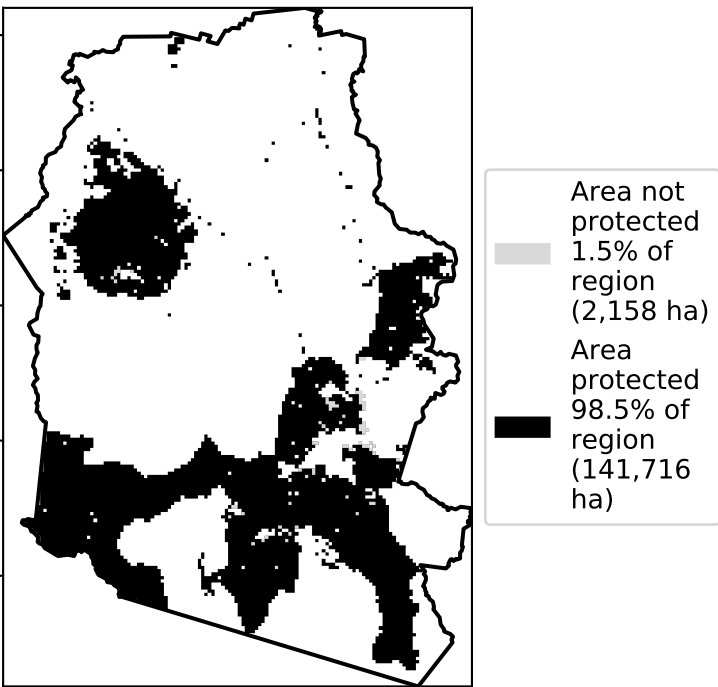 Area not
protected
1.5% of
region
(2,158 ha)
Area
protected
98.5% of
region
(141,716
ha)